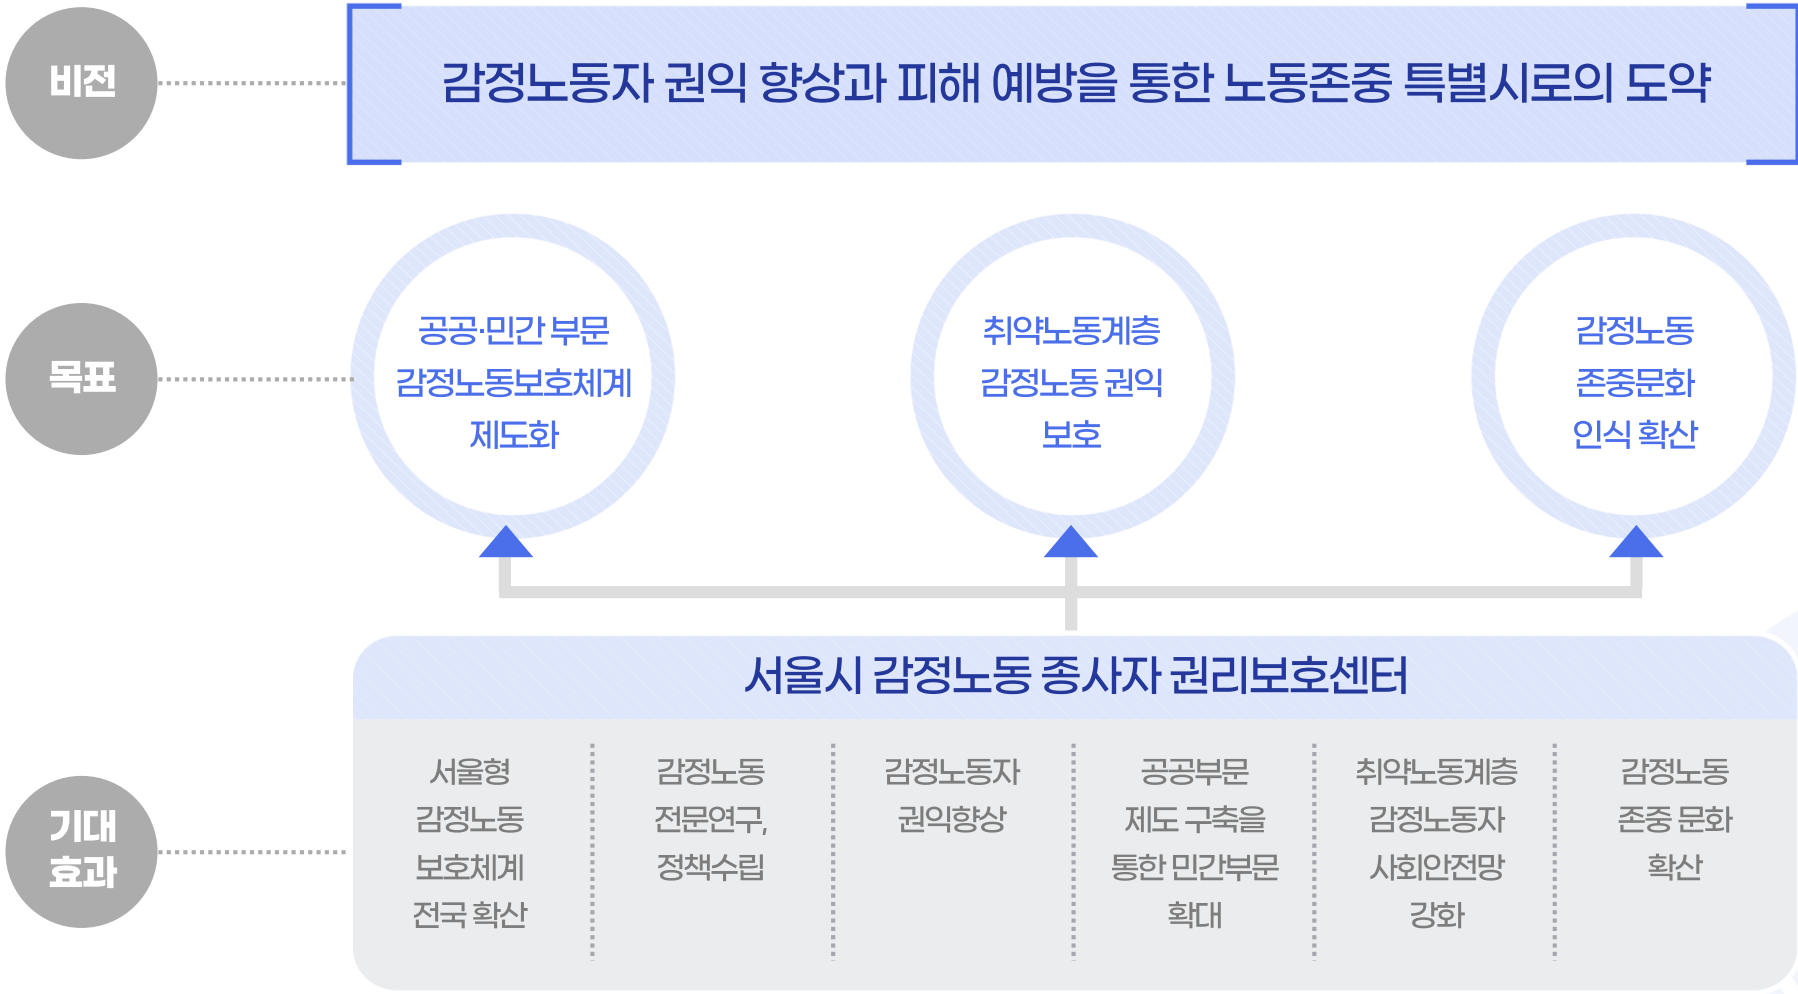 비전
감정노동자 권익 향상과 피해 예방을 통한 노동존중 특별시로의 도약
목표
공공·민간 부문
감정노동보호체계
제도화
취약노동계층
감정노동 권익
보호
감정노동
존중문화
인식 확산
서울시 감정노동 종사자 권리보호센터
기대
효과
서울형
감정노동
보호체계
전국 확산
감정노동
전문연구,
정책수립
감정노동자
권익향상
공공부문
제도 구축을
통한 민간부문
확대
취약노동계층
감정노동자
사회안전망
강화
감정노동
존중 문화
확산